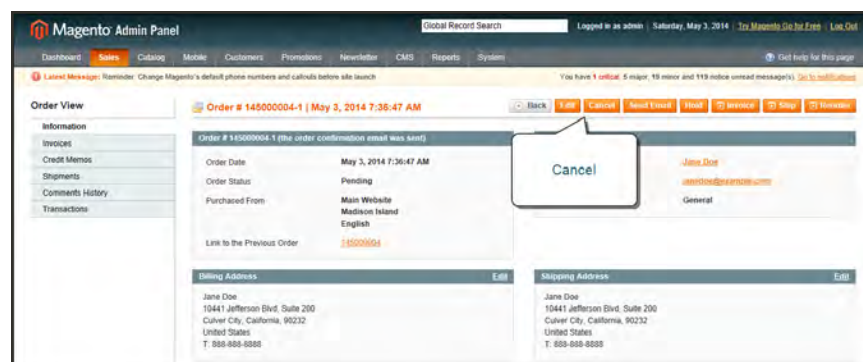 Magento Admin Panel
Global Record Search
Logged in as admin | Saturday, May 3, 2014 | Try Magento Go for Free | Log Out
Dashboard Sales Catalog Mobile Customers Promotions Newsletter CMS Reports System
Get help for this page
Latest Message: Reminder: Change Magento's default phone numbers and callouts before site launch
You have 1 critical, 5 major, 19 minor and 119 notice unread message(s). Go to notifications
Order View
Order # 145000004-1 | May 3, 2014 7:36:47 AM
Back Edit Cancel Send Email Hold Invoice Ship Reorder
Information
Invoices
Credit Memos
Shipments
Comments History
Transactions
Order # 145000004-1 (the order confirmation email was sent)
Order Date May 3, 2014 7:36:47 AM
Order Status Pending
Purchased From Main Website
Madison Island
English
Link to the Previous Order 145000004
Cancel
Jane Doe
janedoe@example.com
General
Billing Address Edit
Jane Doe
10441 Jefferson Blvd, Suite 200
Culver City, California, 90232
United States
T: 888-888-8888
Shipping Address Edit
Jane Doe
10441 Jefferson Blvd, Suite 200
Culver City, California, 90232
United States
T: 888-888-8888